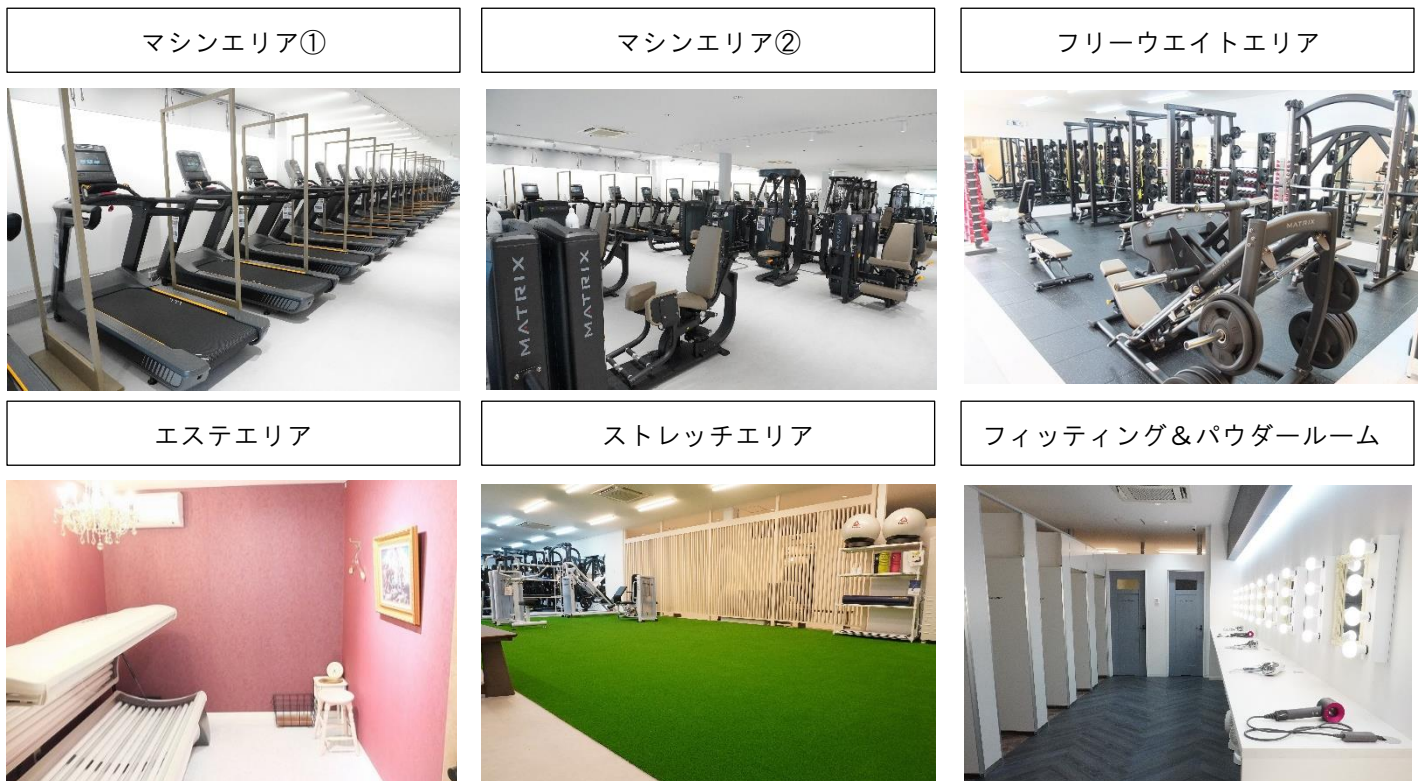 マシンエリア①
マシンエリア②
フリーウエイトエリア
MATRIX
MATRIX
MATRIX
エステエリア
ストレッチエリア
フィッティング＆パウダールーム